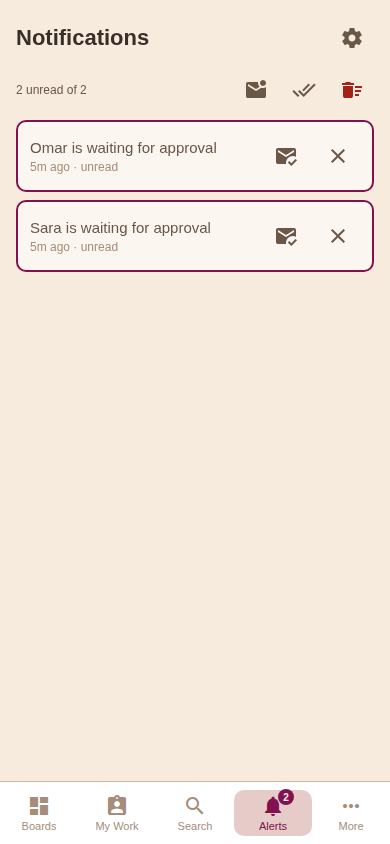 Notifications
2 unread of 2
Omar is waiting for approval
5m ago · unread
Sara is waiting for approval
5m ago · unread
2
Boards
My Work
Search
Alerts
More